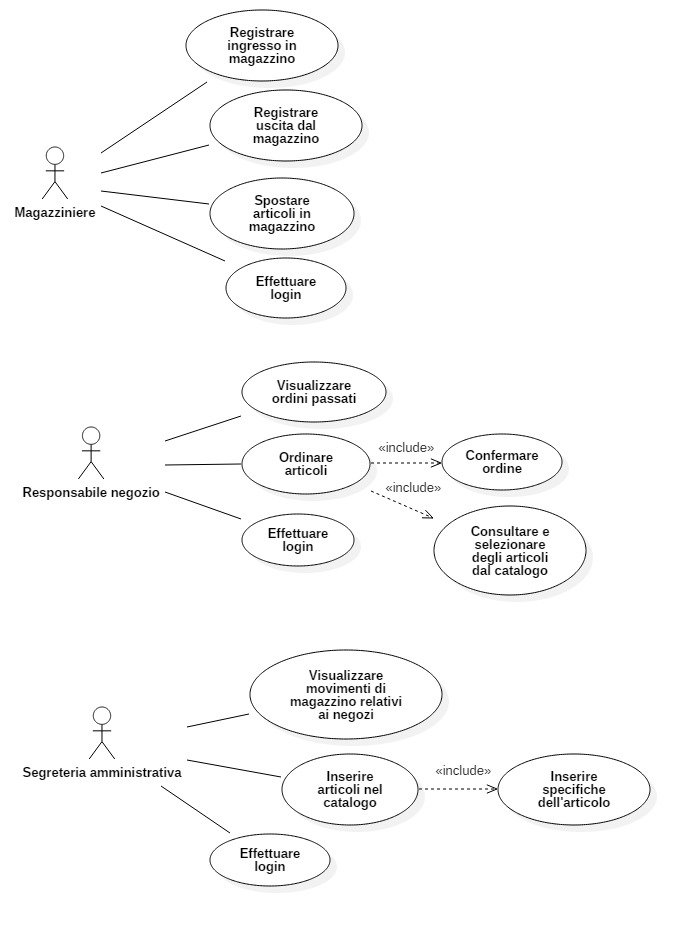 Registrare
ingresso in
magazzino
Registrare
uscita dal
magazzino
Magazziniere
Spostare
articoli in
magazzino
Effettuare
login
Visualizzare
ordini passati
Ordinare
articoli
«include»
Confermare
ordine
«include»
Responsabile negozio
Effettuare
login
Consultare e
selezionare
degli articoli
dal catalogo
Visualizzare
movimenti di
magazzino relativi
ai negozi
Segreteria amministrativa
Inserire
articoli nel
catalogo
«include»
Inserire
specifiche
dell'articolo
Effettuare
login